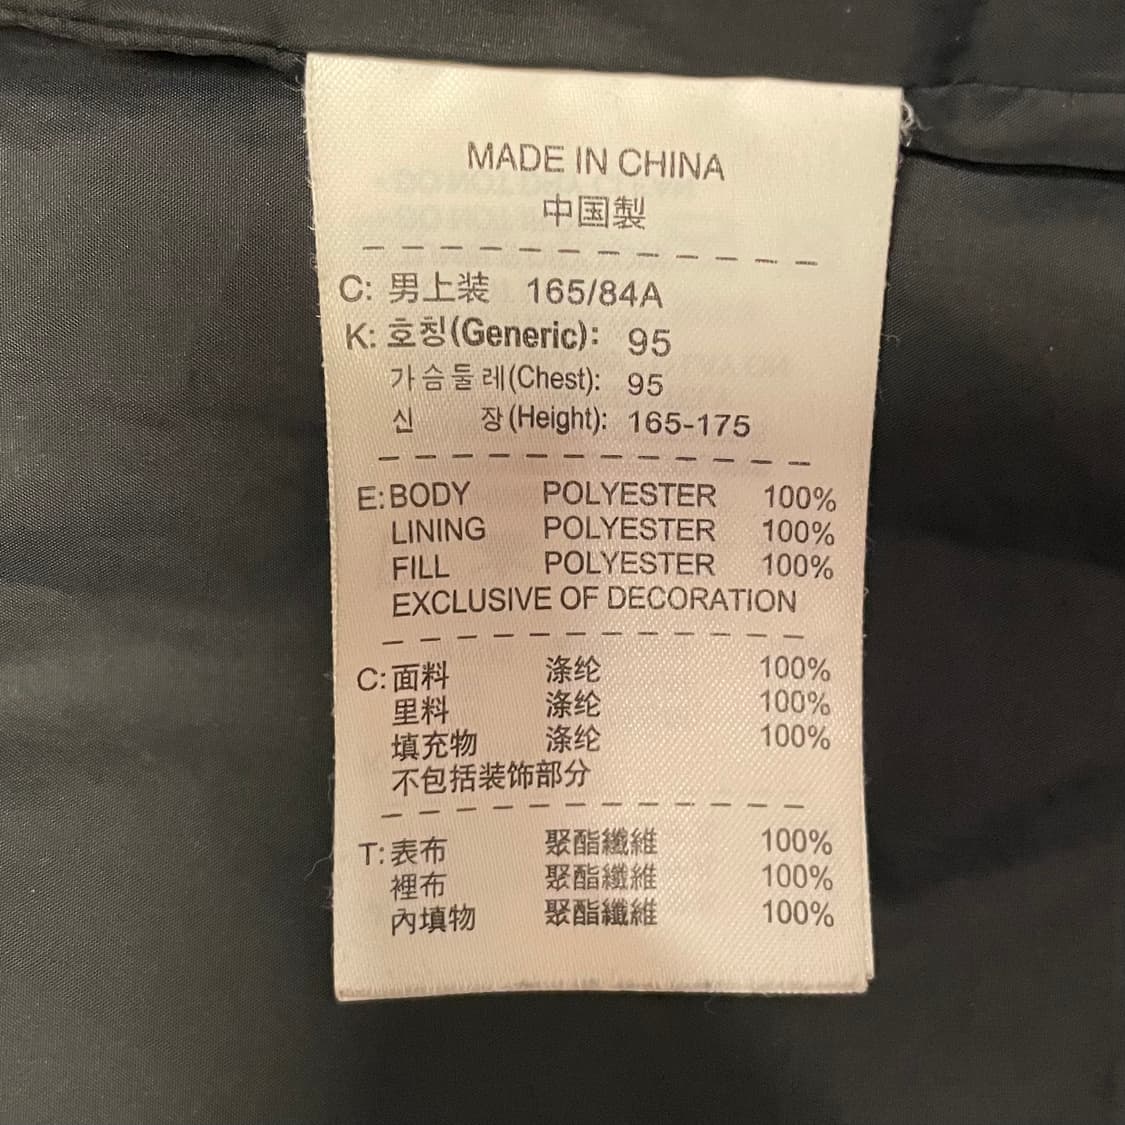 MADE IN CHINA
中国製
C: 男上装 165/84A
K: 호칭(Generic): 95
가슴둘레(Chest): 95
신 장(Height): 165-175
E: BODY POLYESTER 100%
LINING POLYESTER 100%
FILL POLYESTER 100%
EXCLUSIVE OF DECORATION
C: 面料 涤纶 100%
里料 涤纶 100%
填充物 涤纶 100%
不包括装饰部分
T: 表布 聚酯纖維 100%
裡布 聚酯纖維 100%
內填物 聚酯纖維 100%